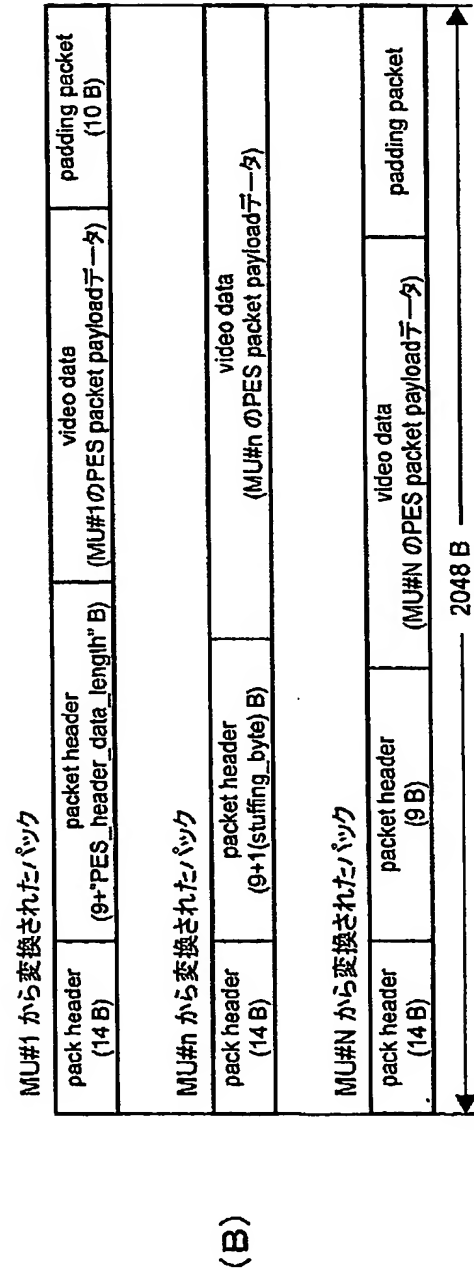 (B)
MU#1 から変換されたパック
pack header
(14 B)
packet header
(9+"PES_header_data_length" B)
video data
(MU#1のPES packet payloadデータ)
padding packet
(10 B)
MU#n から変換されたパック
pack header
(14 B)
packet header
(9+1(stuffing_byte) B)
video data
(MU#n のPES packet payloadデータ)
MU#N から変換されたパック
pack header
(14 B)
packet header
(9 B)
video data
(MU#N のPES packet payloadデータ)
padding packet
2048 B